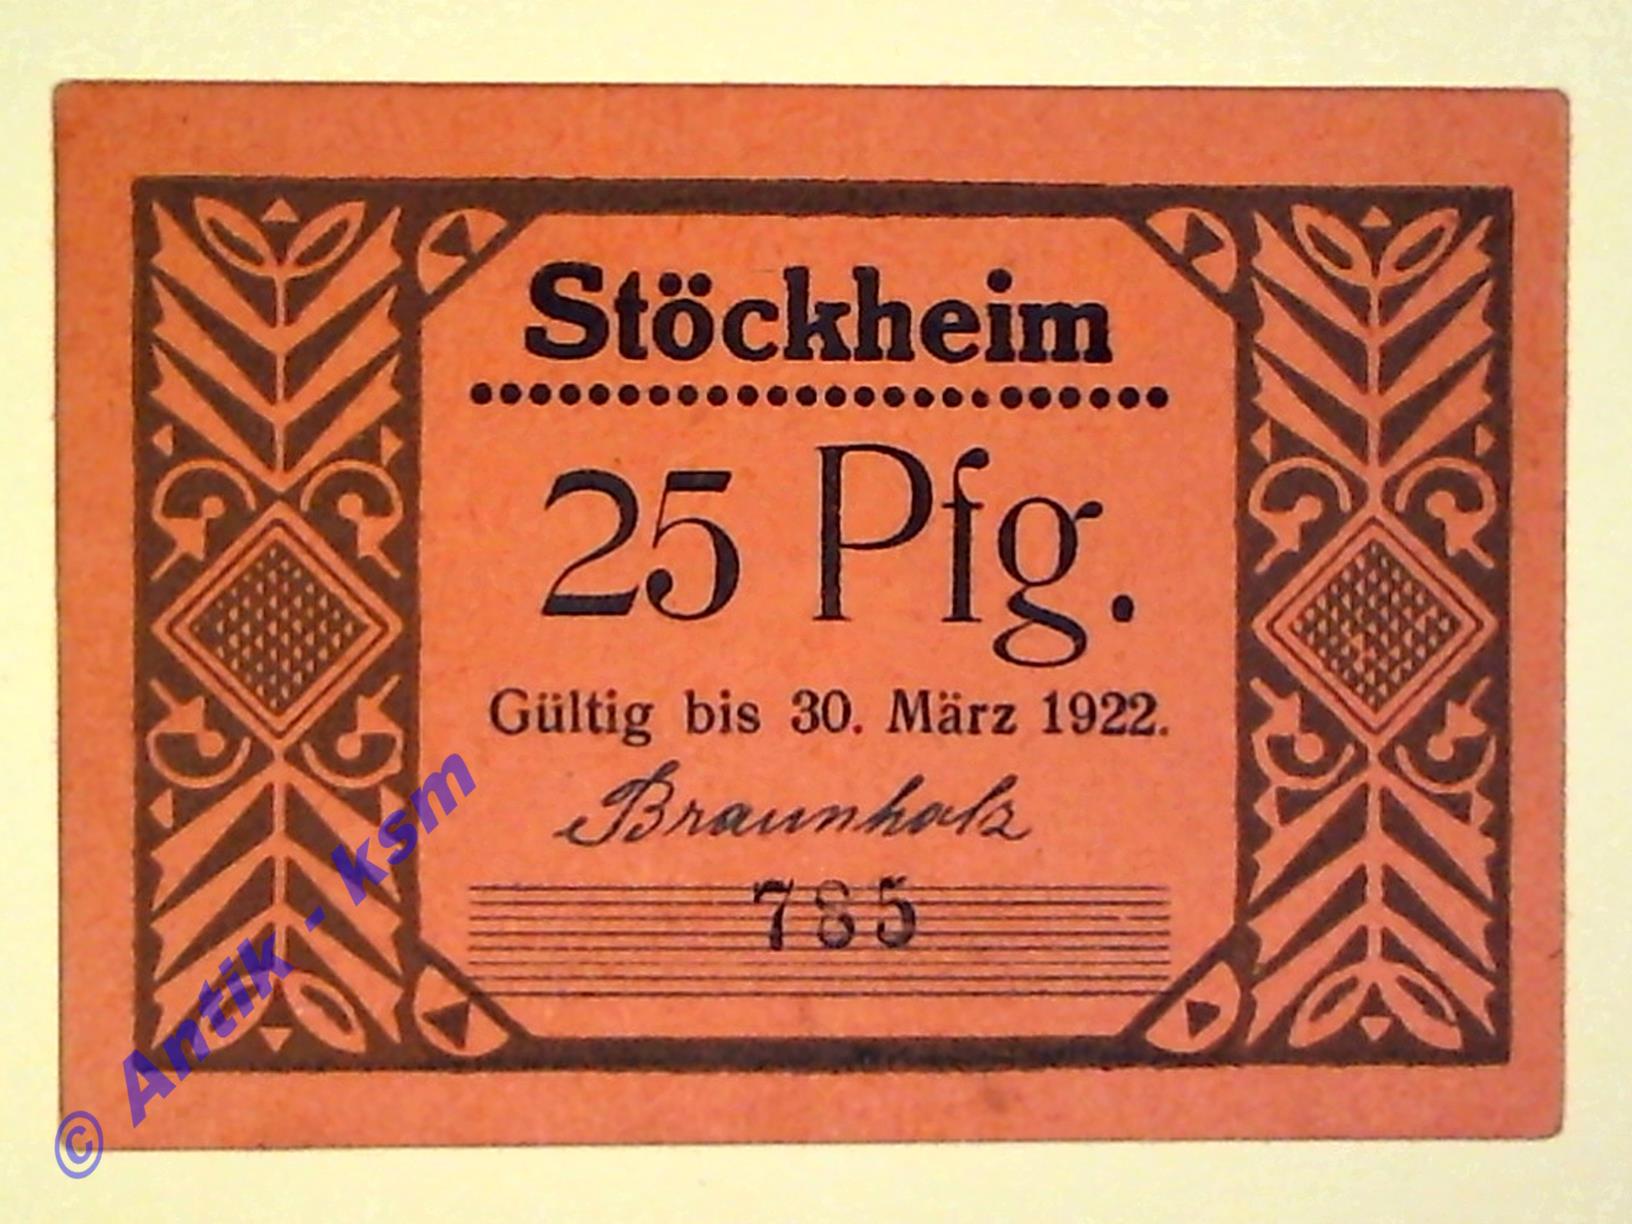 Stöckheim
25 Pfg.
Gültig bis 30. März 1922.
Braunholz
785
© Antik - ksm